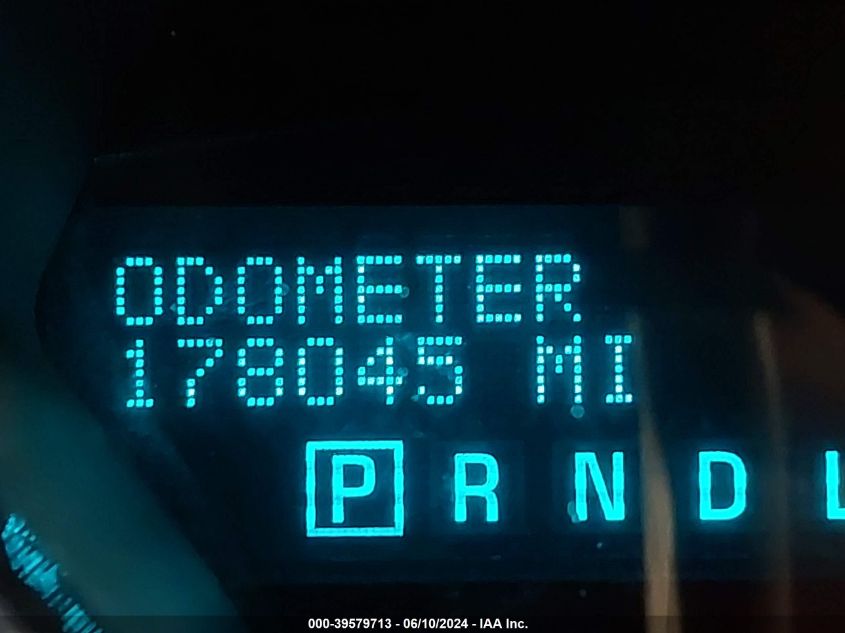 ODOMETER
178045 MI
P R N D L
000-39579713 - 06/10/2024 - IAA Inc.